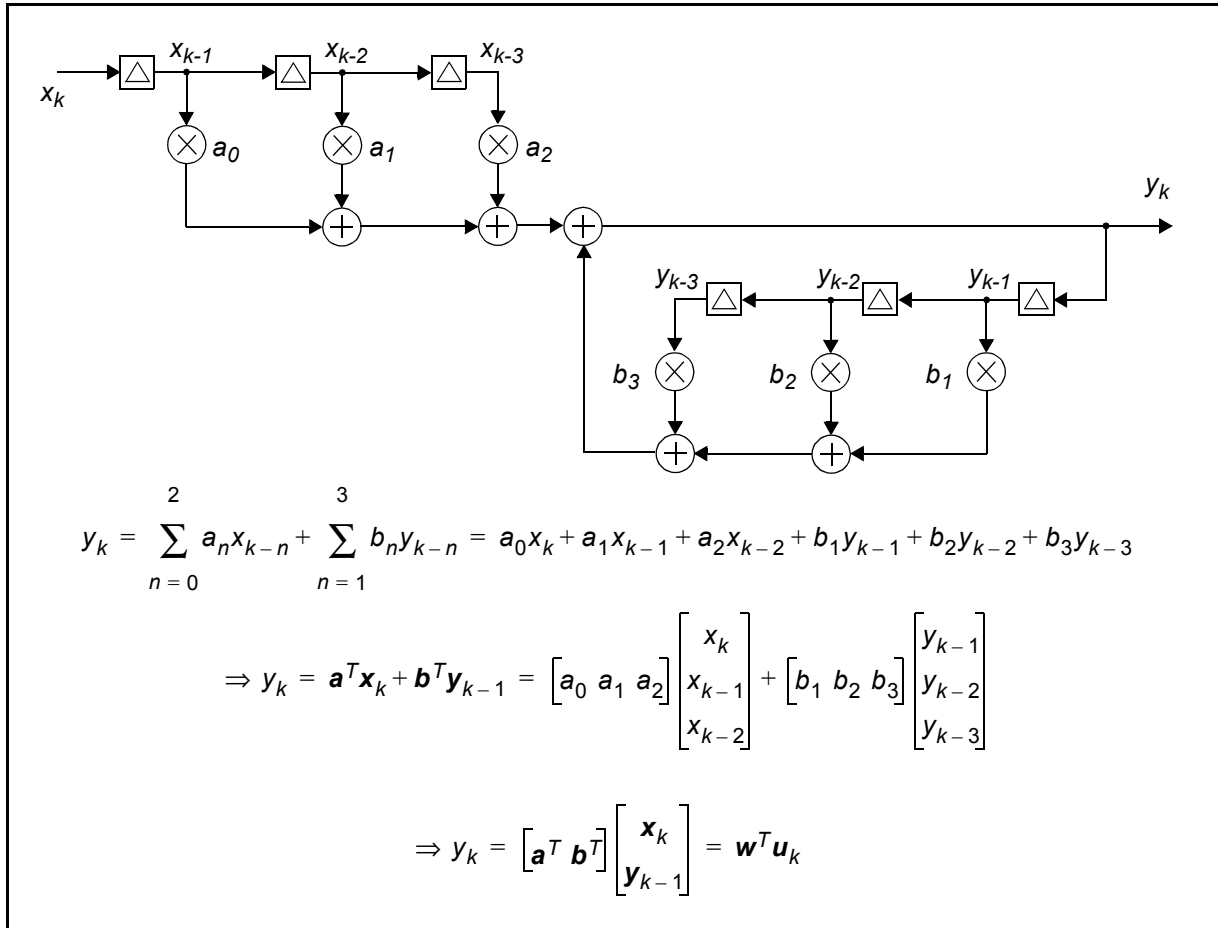 x_{k-1} x_{k-2} x_{k-3}
x_k
a_0 a_1 a_2
y_k
y_{k-3} y_{k-2} y_{k-1}
b_3 b_2 b_1
y_k = \sum_{n=0}^{2} a_n x_{k-n} + \sum_{n=1}^{3} b_n y_{k-n} = a_0 x_k + a_1 x_{k-1} + a_2 x_{k-2} + b_1 y_{k-1} + b_2 y_{k-2} + b_3 y_{k-3}
⇒ y_k = a^T x_k + b^T y_{k-1} = [a_0 a_1 a_2] [x_k x_{k-1} x_{k-2}] + [b_1 b_2 b_3] [y_{k-1} y_{k-2} y_{k-3}]
⇒ y_k = [a^T b^T] [x_k y_{k-1}] = w^T u_k